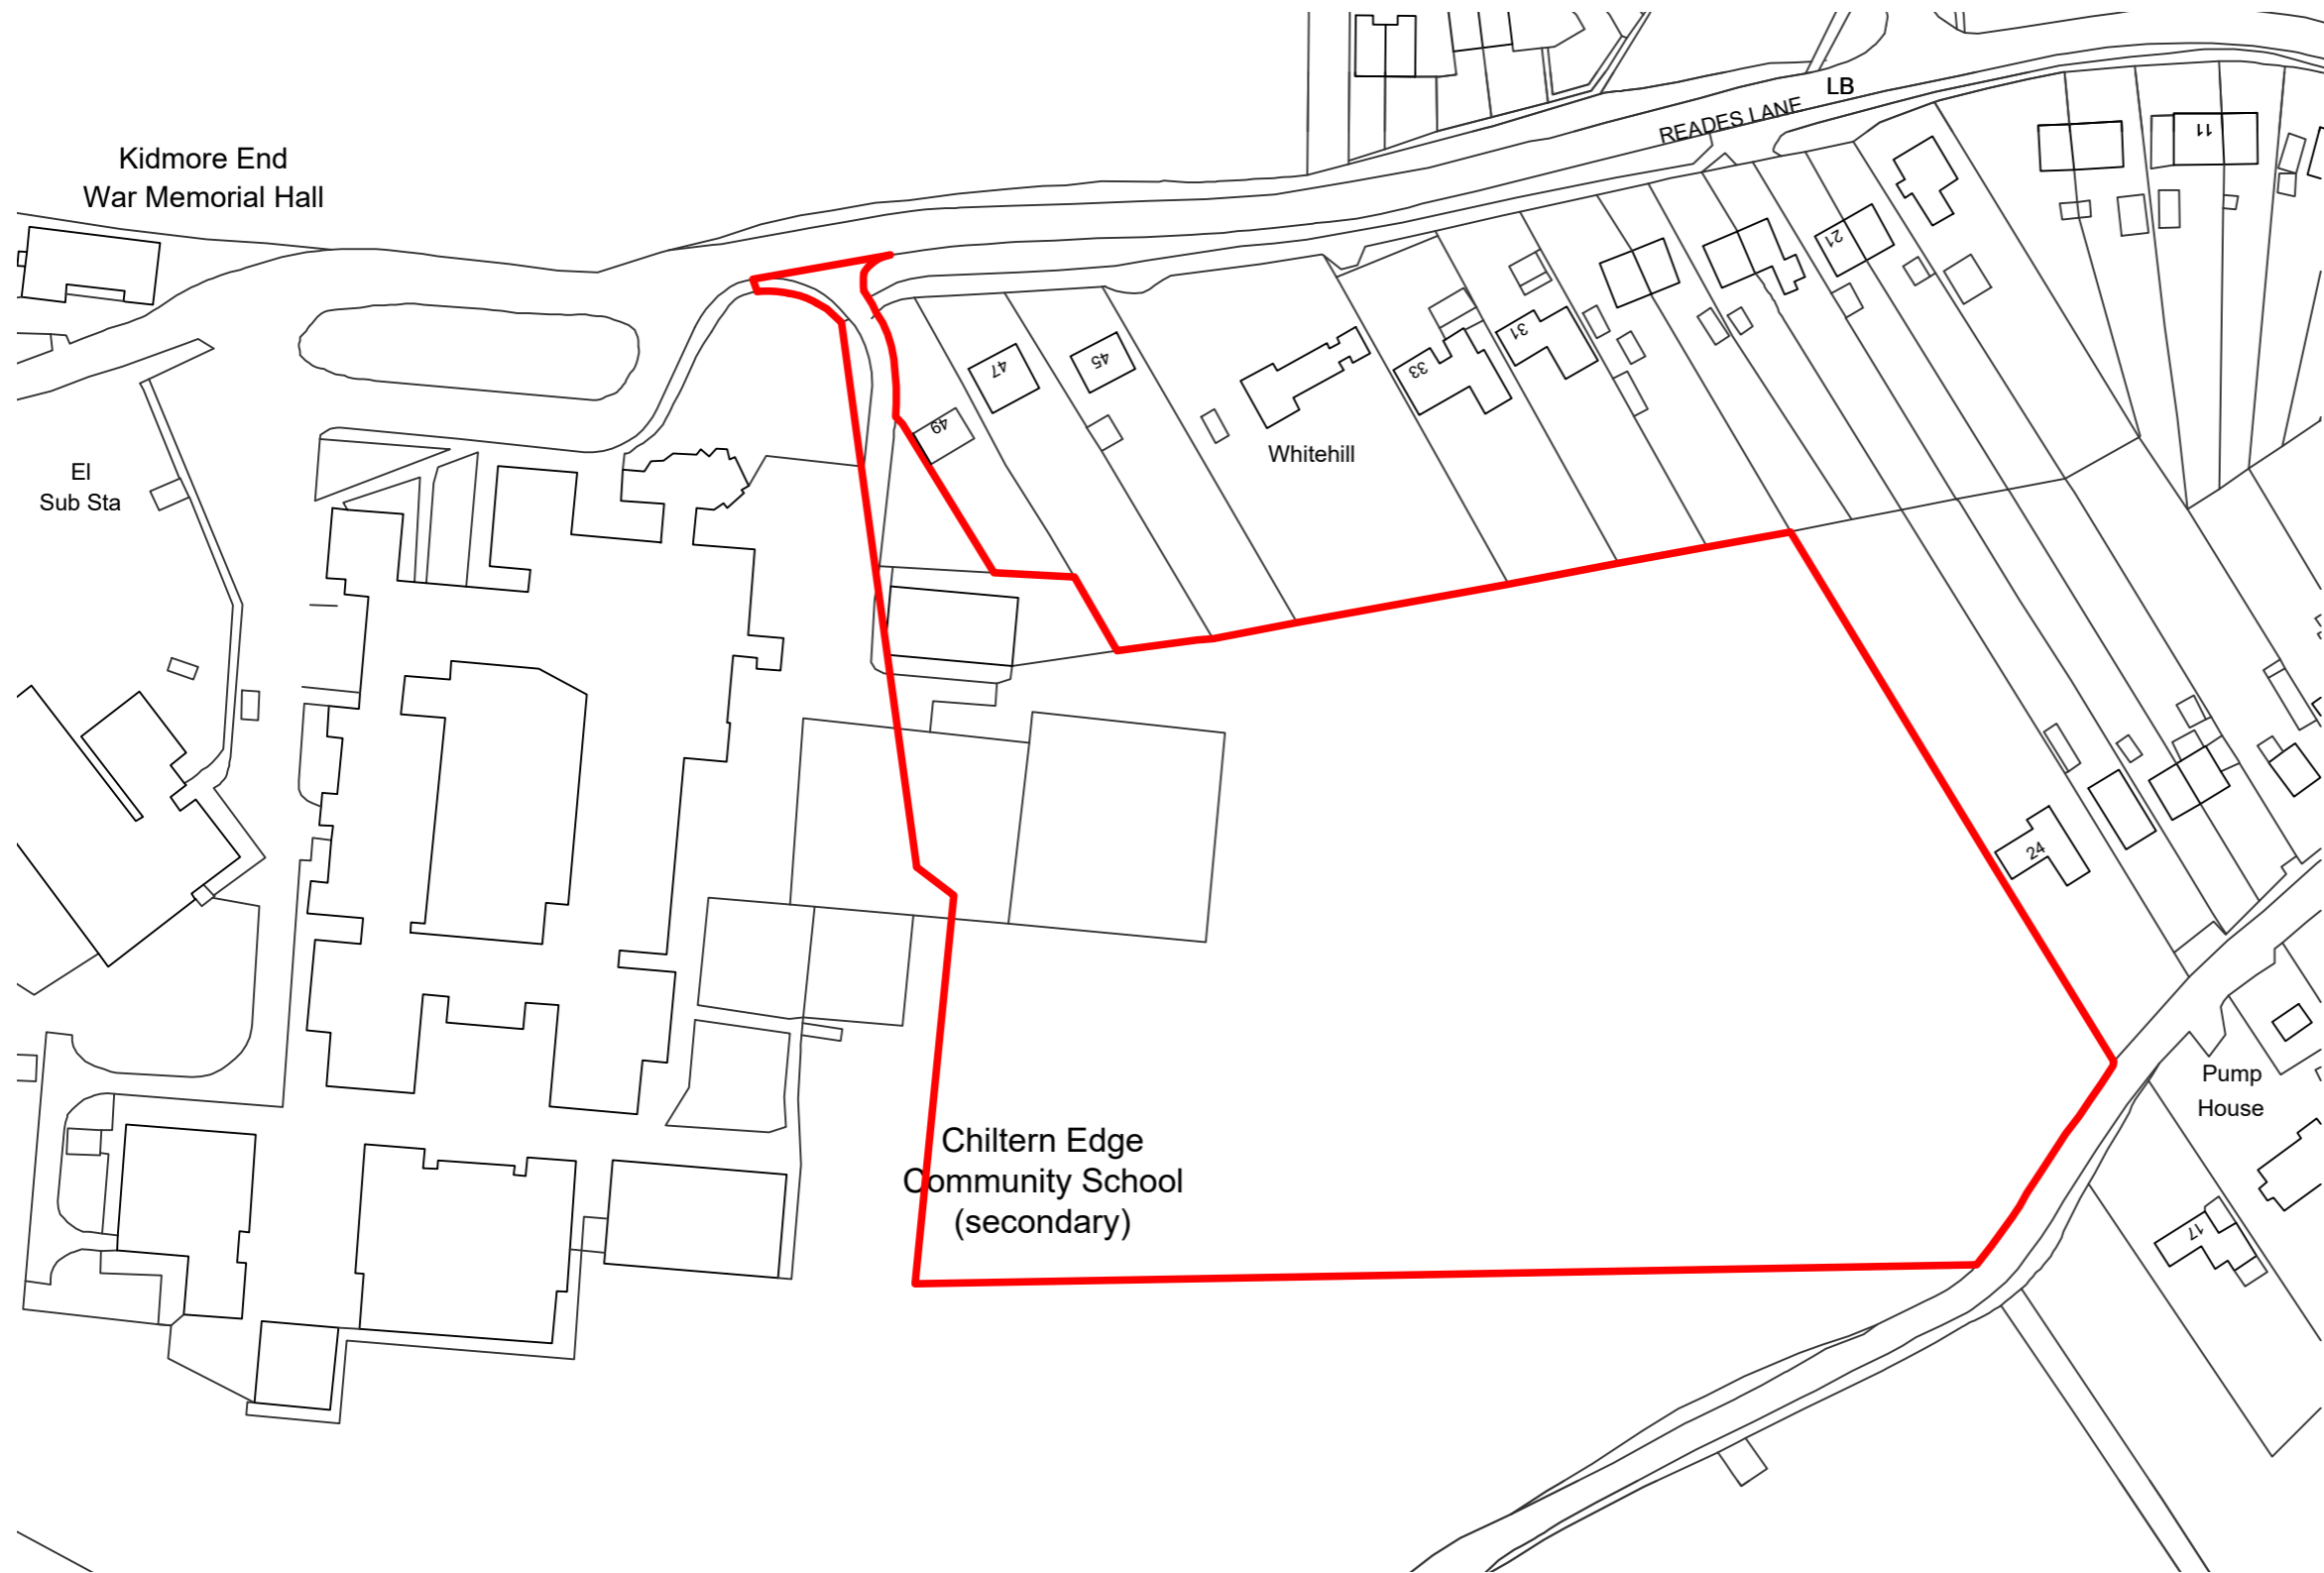 LB
READES LANE
11
Kidmore End
War Memorial Hall
21
31
33
45
47
49
Whitehill
El
Sub Sta
24
Pump
House
Chiltern Edge
Community School
(secondary)
17